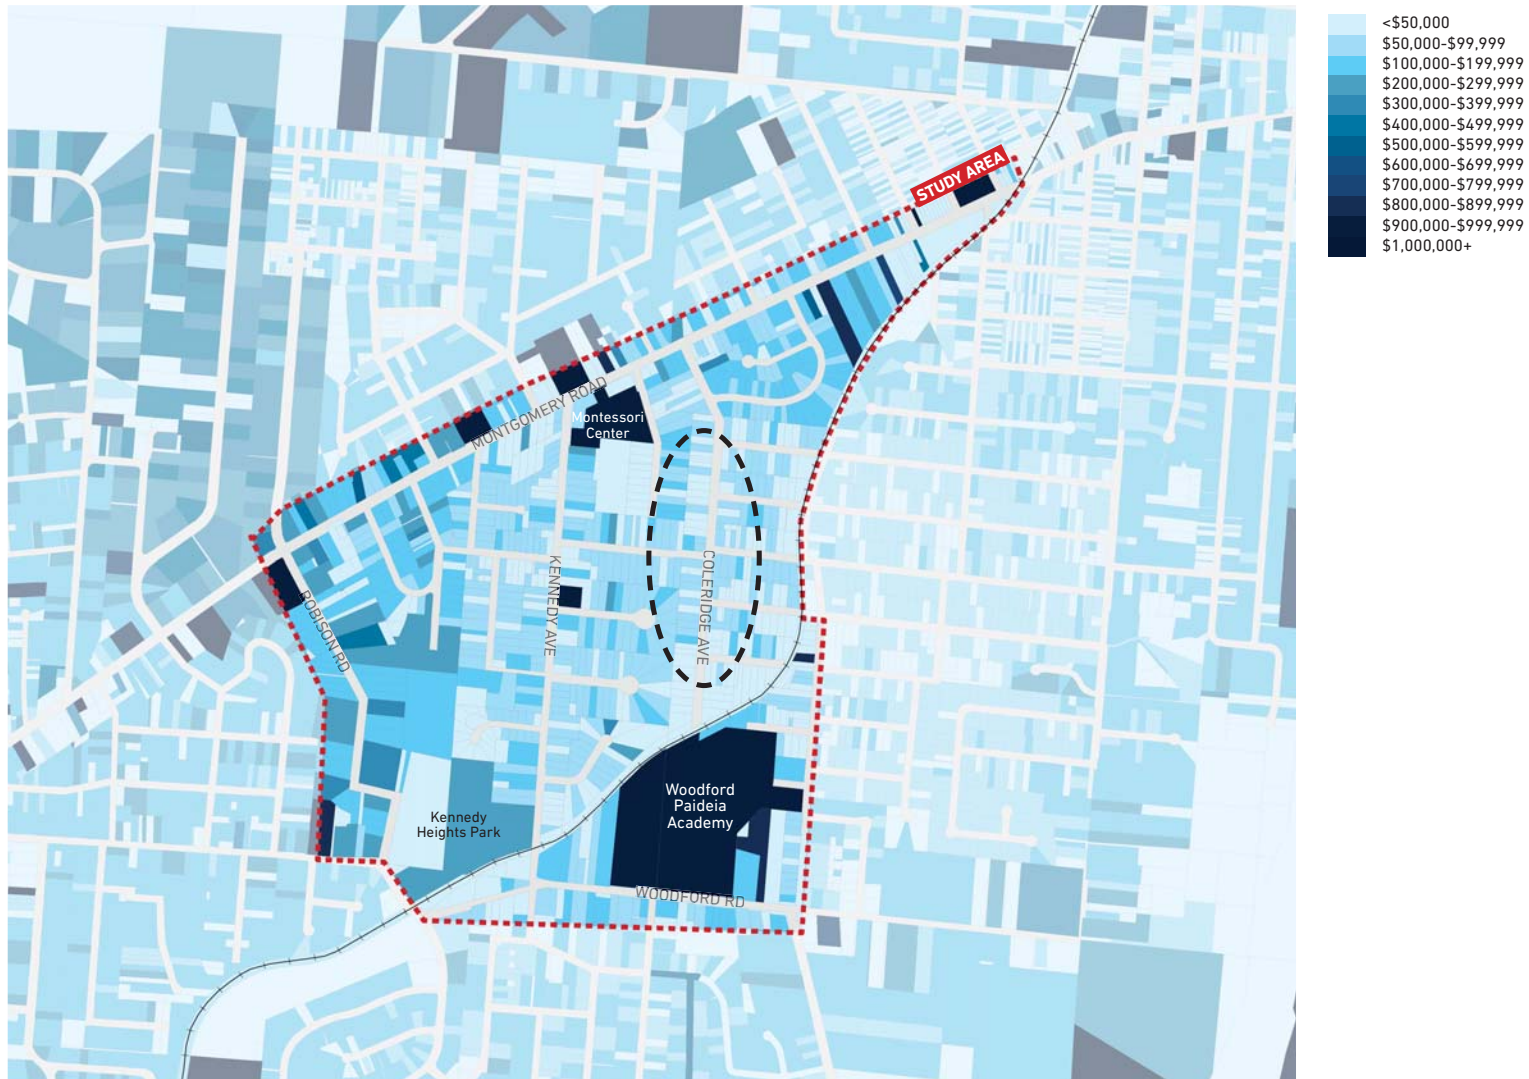 <$50,000
$50,000-$99,999
$100,000-$199,999
$200,000-$299,999
$300,000-$399,999
$400,000-$499,999
$500,000-$599,999
$600,000-$699,999
$700,000-$799,999
$800,000-$899,999
$900,000-$999,999
$1,000,000+
STUDY AREA
MONTGOMERY ROAD
Montessori
Center
KENNEDY AVE
COLERIDGE AVE
ROBISON RD
Kennedy
Heights Park
Woodford
Paideia
Academy
WOODFORD RD